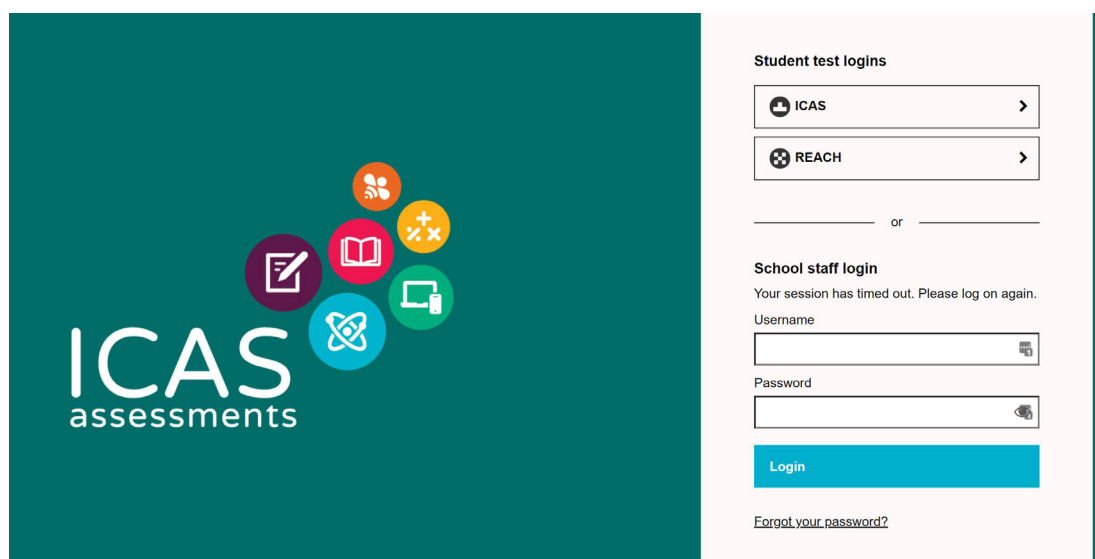 ICAS
assessments
Student test logins
ICAS
REACH
or
School staff login
Your session has timed out. Please log on again.
Username
Password
Login
Forgot your password?